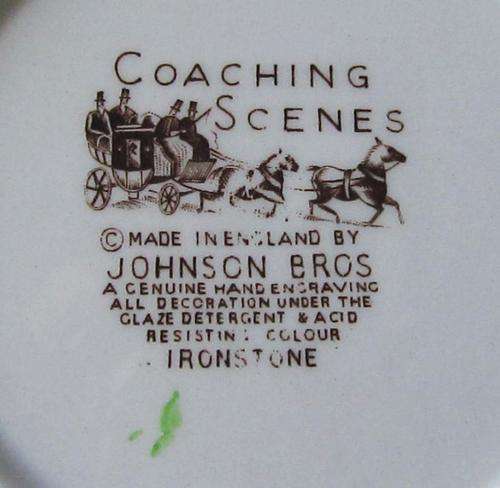 COACHING
SCENES
© MADE IN ENGLAND BY
JOHNSON BROS
A GENUINE HAND ENGRAVING
ALL DECORATION UNDER THE
GLAZE DETERGENT & ACID
RESISTING COLOUR
IRONSTONE